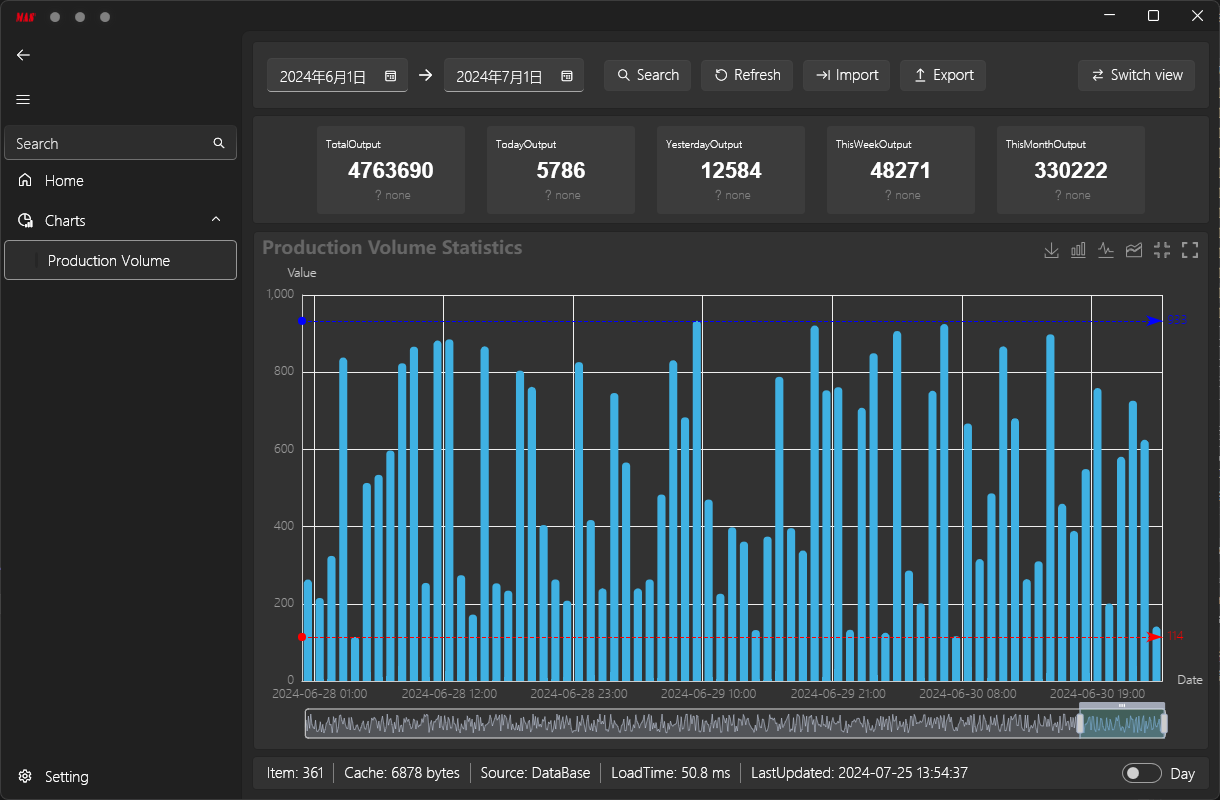 MAX
2024年6月1日
2024年7月1日
Search
Refresh
Import
Export
Switch view
Search
Home
Charts
Production Volume
Setting
TotalOutput
4763690
? none
TodayOutput
5786
? none
YesterdayOutput
12584
? none
ThisWeekOutput
48271
? none
ThisMonthOutput
330222
? none
Production Volume Statistics
Value
1,000
933
800
600
400
200
114
0
Date
2024-06-28 01:00
2024-06-28 12:00
2024-06-28 23:00
2024-06-29 10:00
2024-06-29 21:00
2024-06-30 08:00
2024-06-30 19:00
Item: 361
Cache: 6878 bytes
Source: DataBase
LoadTime: 50.8 ms
LastUpdated: 2024-07-25 13:54:37
Day